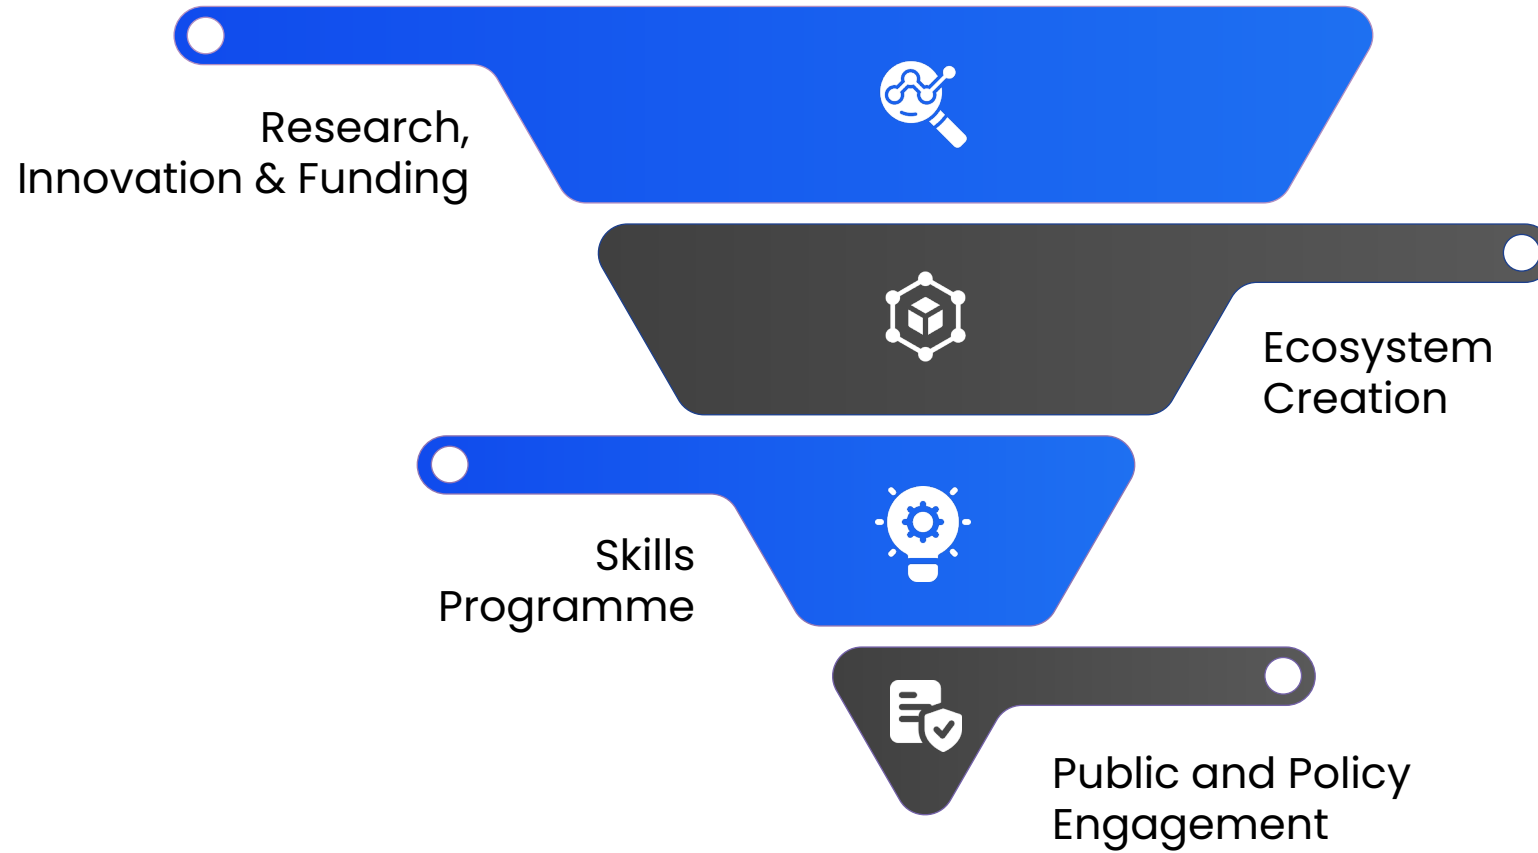 Research,
Innovation & Funding
Ecosystem
Creation
Skills
Programme
Public and Policy
Engagement